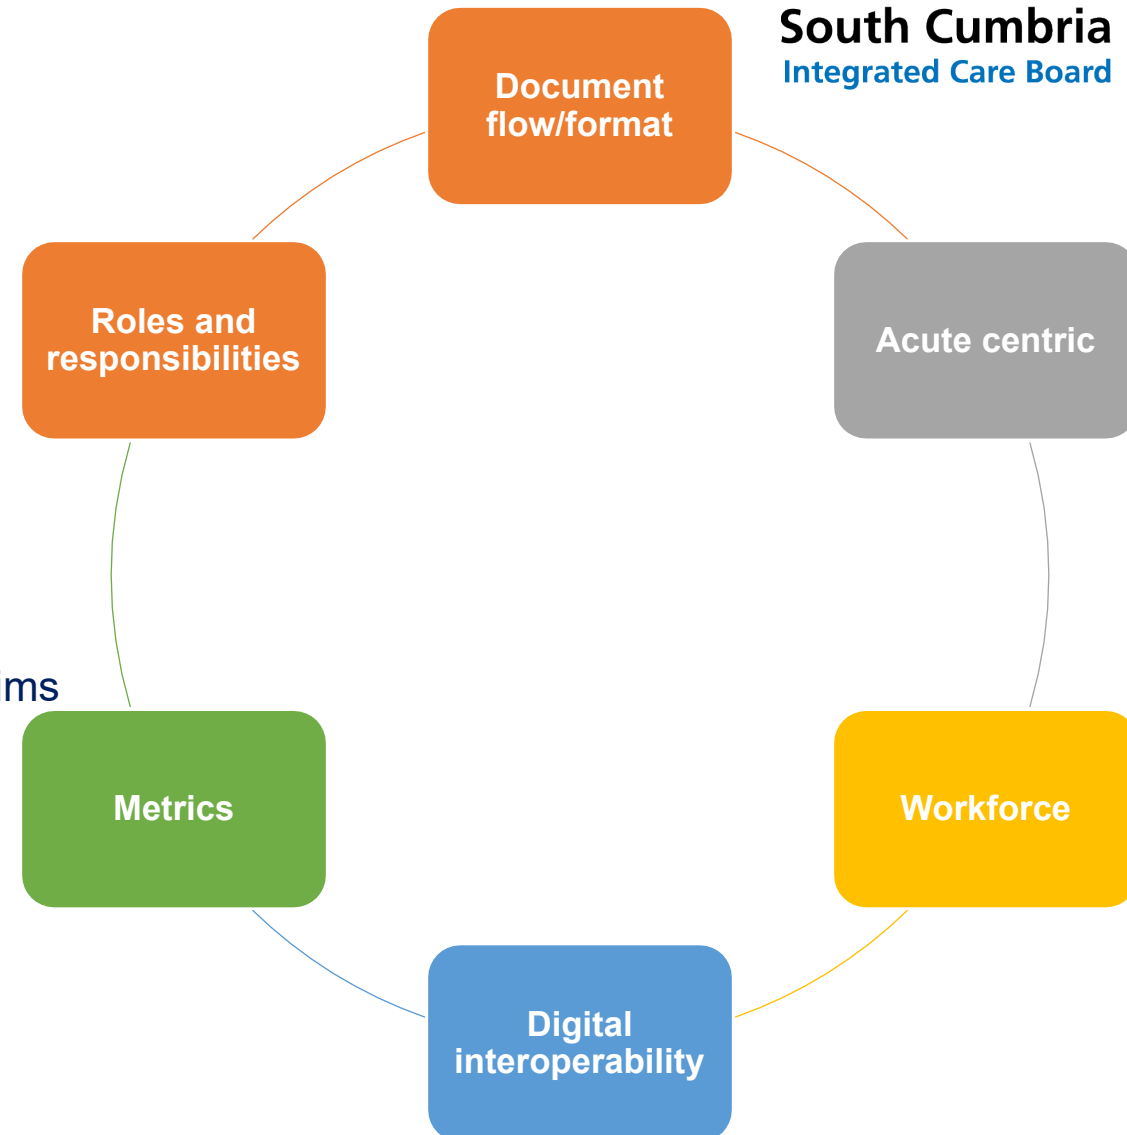 South Cumbria
Integrated Care Board
Document
flow/format
Roles and
responsibilities
Acute centric
ims
Metrics
Workforce
Digital
interoperability